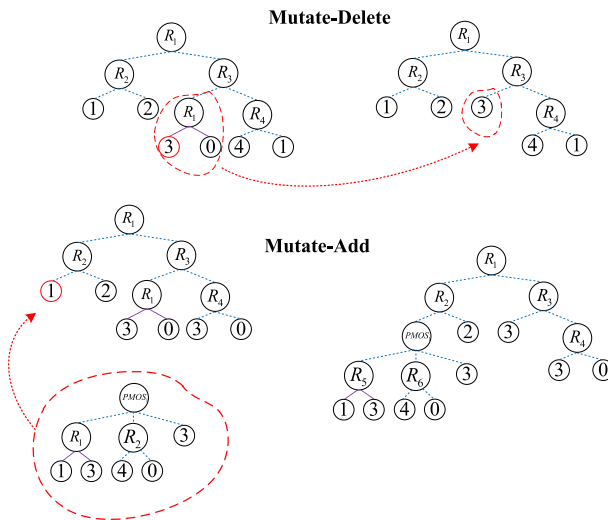 Mutate-Delete
R1 R1
R2 R3 R2 R3
1 2 R1 R4 1 2 3 R4
3 0 4 1 4 1
Mutate-Add
R1 R1
R2 R3 R2 R3
1 2 R1 R4 PMOS 2 3 R4
3 0 3 0 R5 R6 3 3 0
PMOS 1 3 4 0
R1 R2 3
1 3 4 0